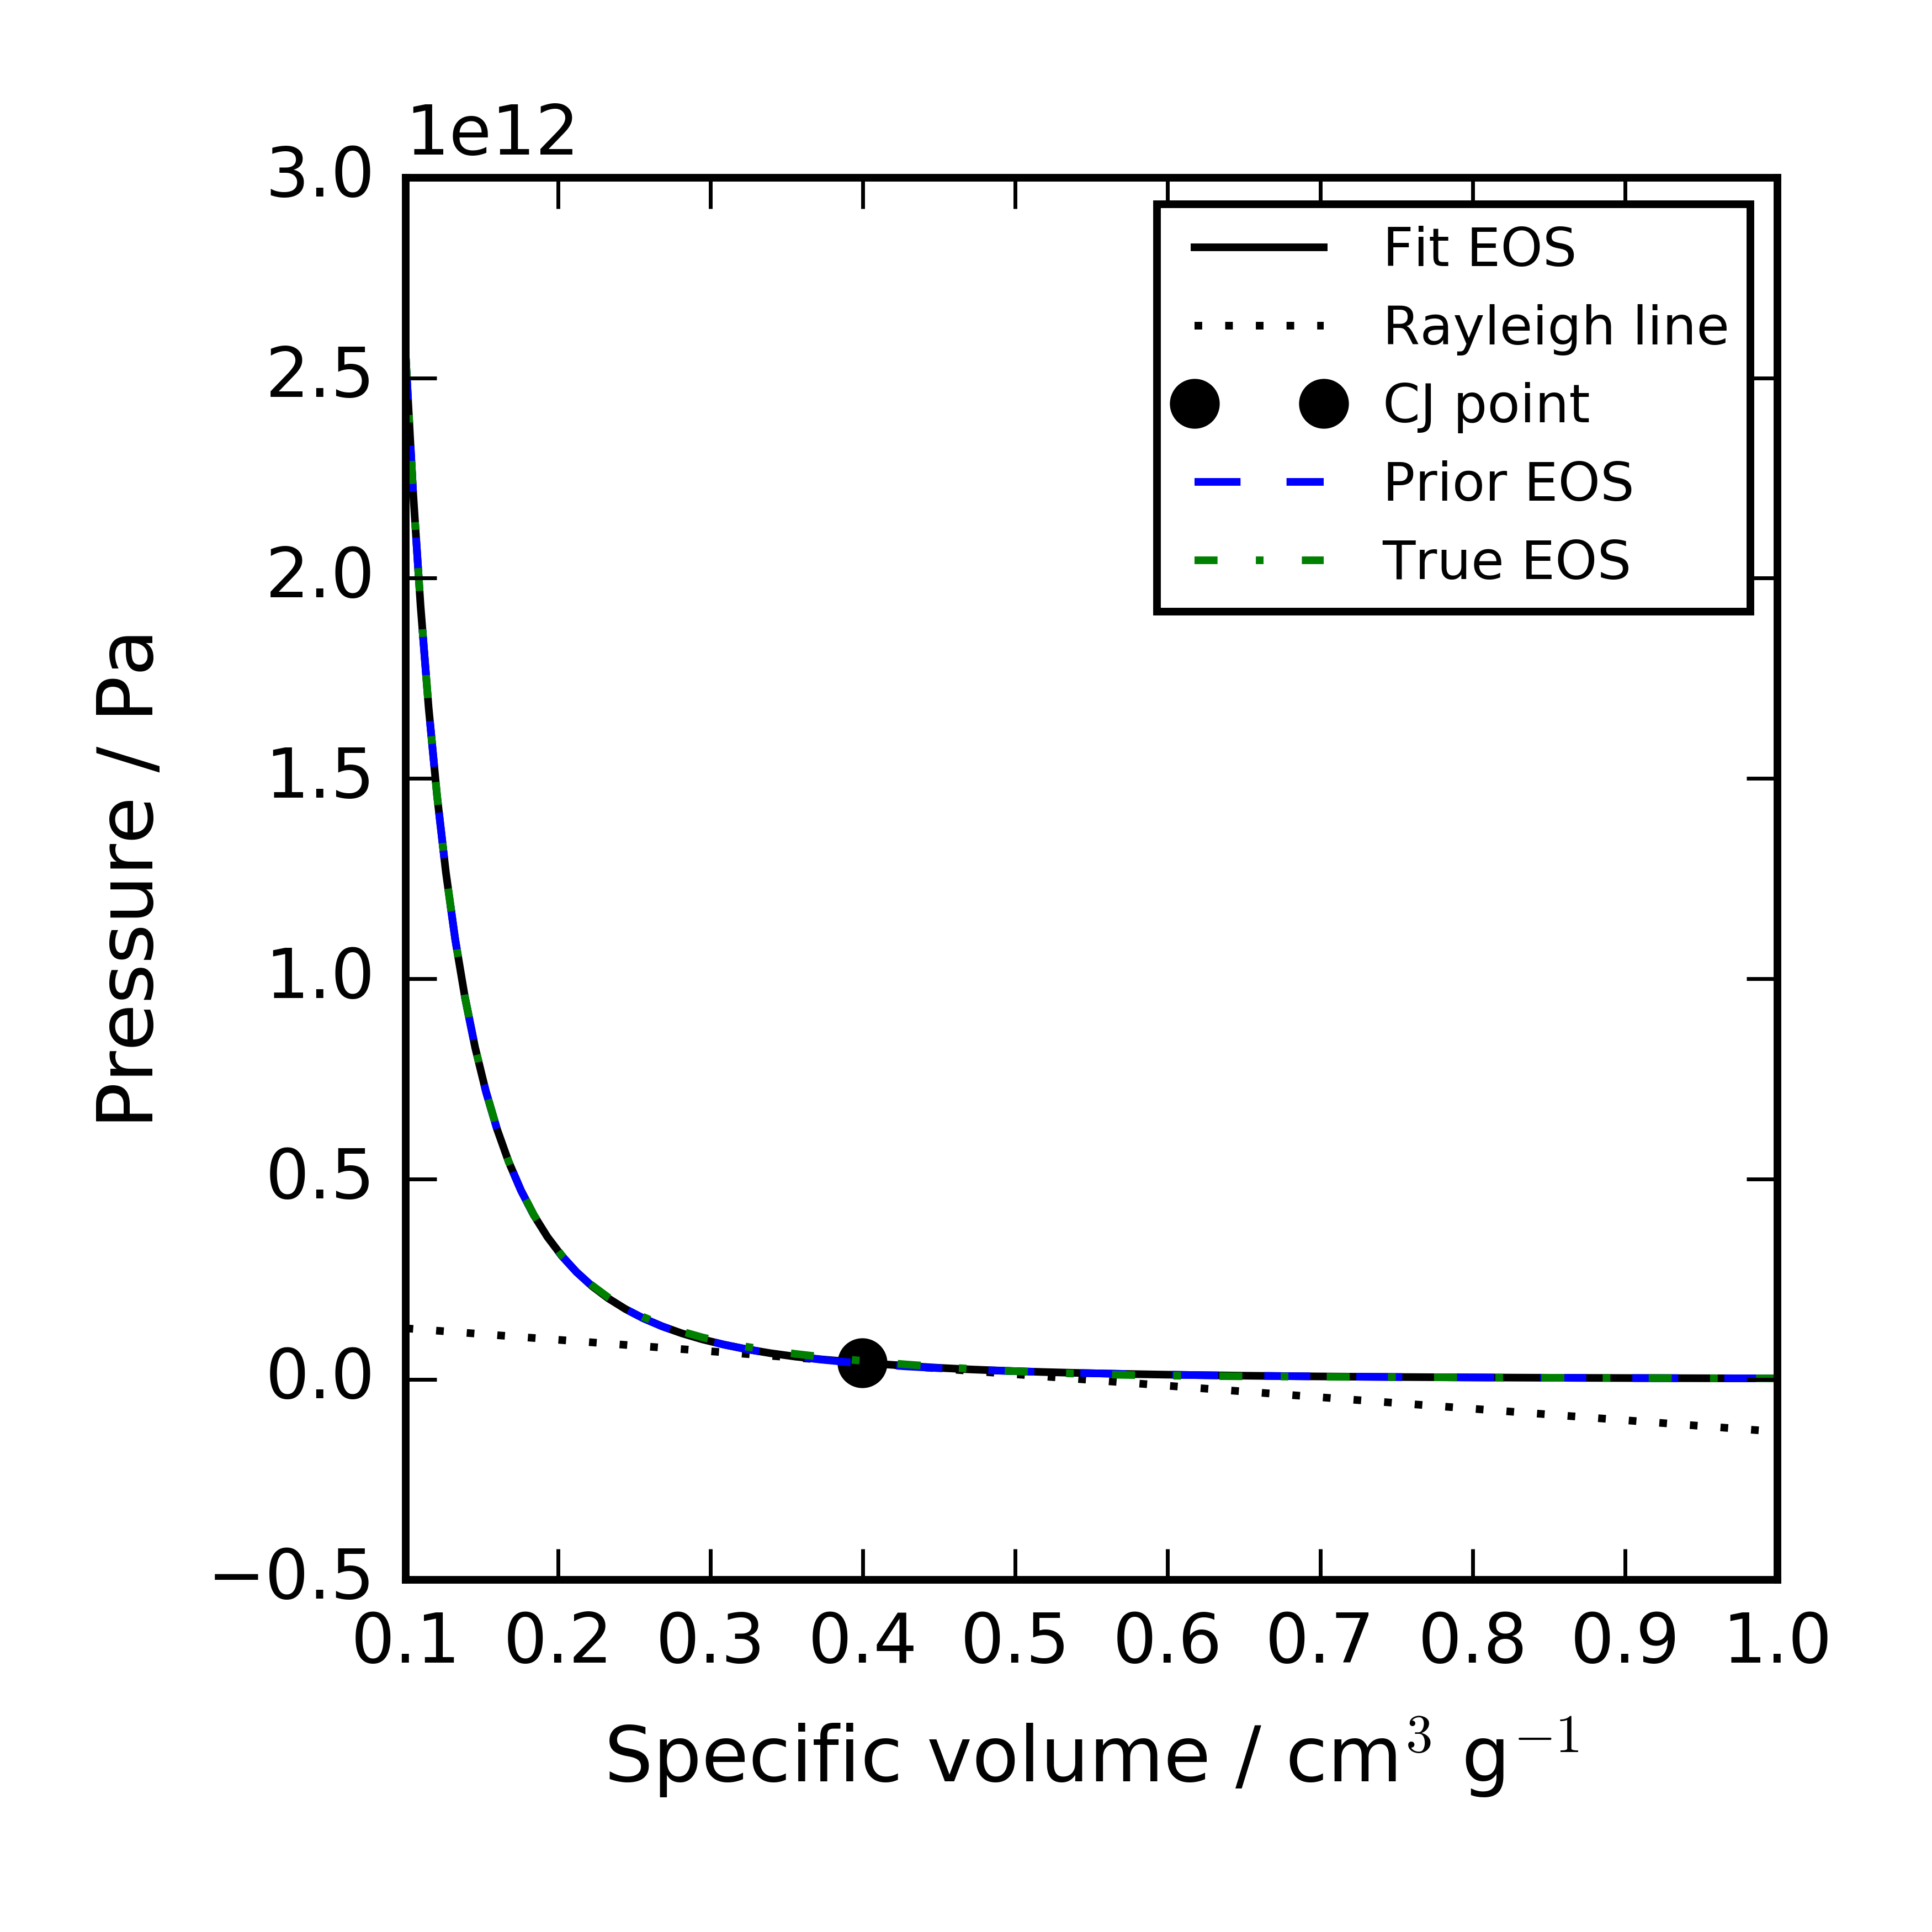 1e12
3.0
2.5
2.0
1.5
1.0
0.5
0.0
−0.5
0.1 0.2 0.3 0.4 0.5 0.6 0.7 0.8 0.9 1.0
Pressure / Pa
Specific volume / cm³ g⁻¹
Fit EOS
Rayleigh line
CJ point
Prior EOS
True EOS